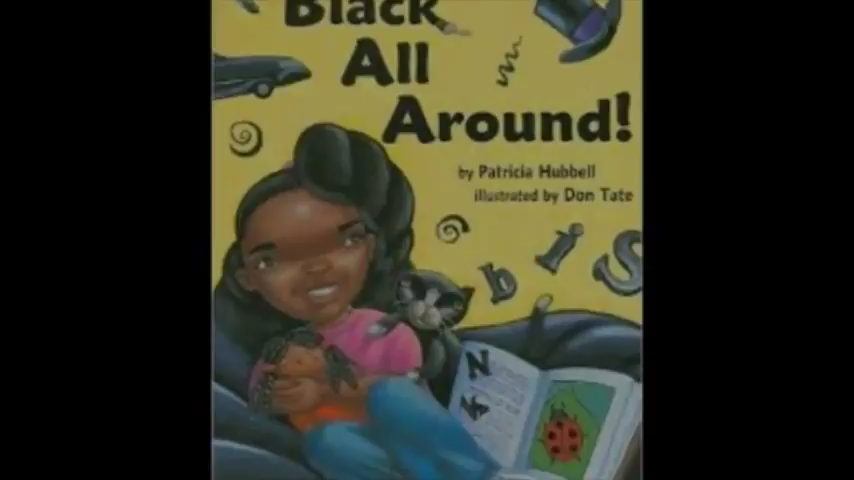 Black
All
Around!
by Patricia Hubbell
illustrated by Don Tate
b i S
N